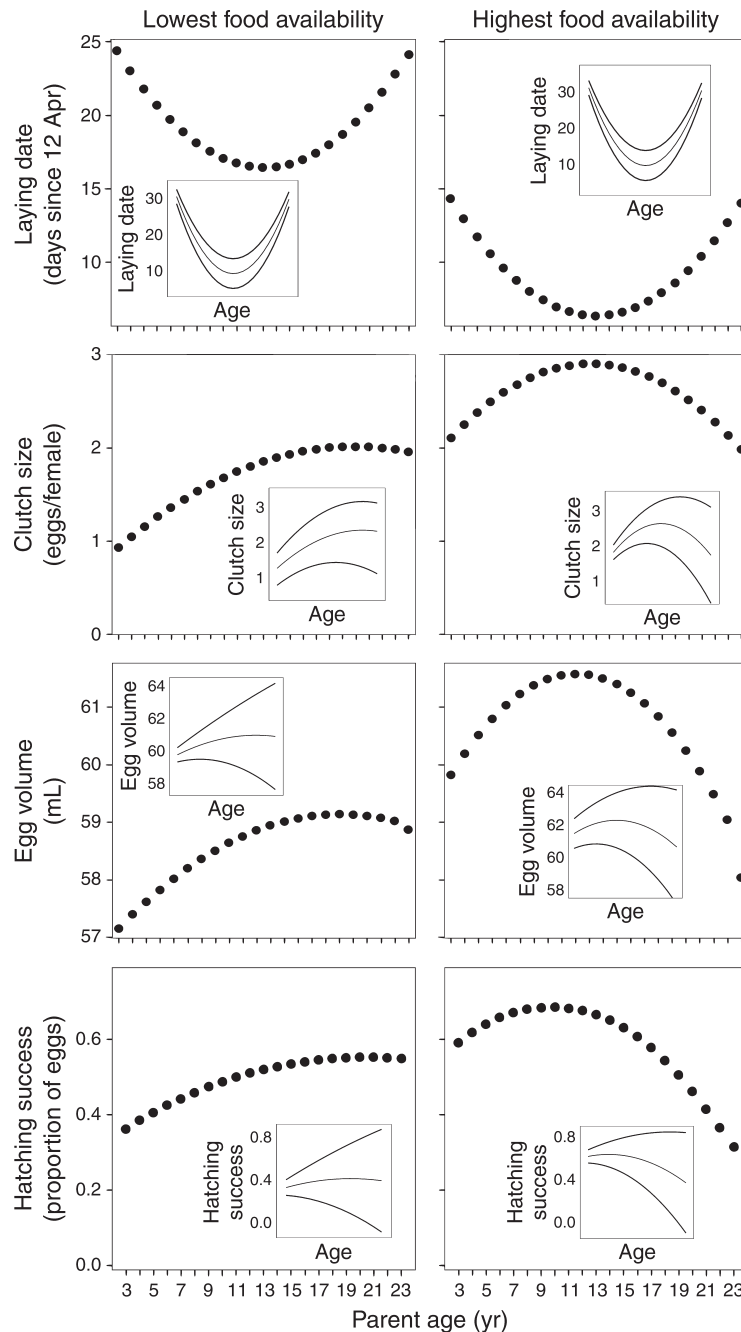 Lowest food availability
Highest food availability
Laying date
(days since 12 Apr)
25
20
15
10
Laying date
30
20
10
Age
Laying date
30
20
10
Age
Clutch size
(eggs/female)
3
2
1
0
Clutch size
3
2
1
Age
Clutch size
3
2
1
Age
Egg volume
(mL)
61
60
59
58
57
Egg volume
64
62
60
58
Age
Egg volume
64
62
60
58
Age
Hatching success
(proportion of eggs)
0.6
0.4
0.2
0.0
Hatching
success
0.8
0.4
0.0
Age
Hatching
success
0.8
0.4
0.0
Age
3 5 7 9 11 13 15 17 19 21 23
3 5 7 9 11 13 15 17 19 21 23
Parent age (yr)